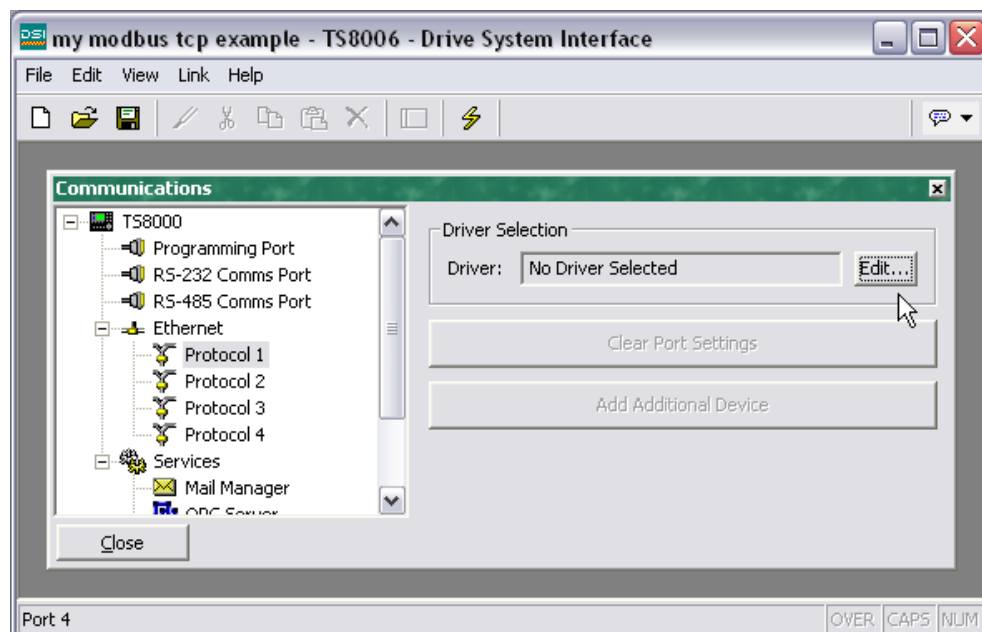 DSI
my modbus tcp example - TS8006 - Drive System Interface
File Edit View Link Help
Communications
TS8000
Programming Port
RS-232 Comms Port
RS-485 Comms Port
Ethernet
Protocol 1
Protocol 2
Protocol 3
Protocol 4
Services
Mail Manager
OPC Server
Close
Driver Selection
Driver: No Driver Selected Edit...
Clear Port Settings
Add Additional Device
Port 4
OVER CAPS NUM